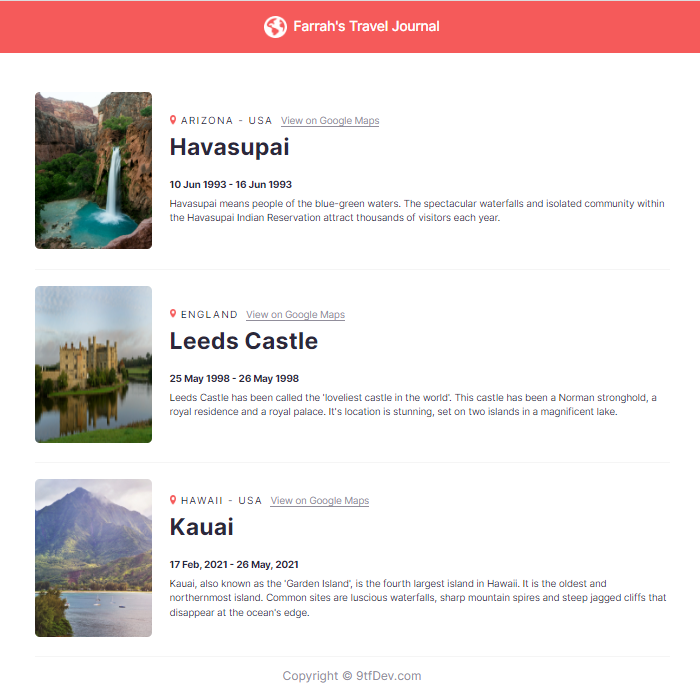 Farrah's Travel Journal
ARIZONA - USA View on Google Maps
Havasupai
10 Jun 1993 - 16 Jun 1993
Havasupai means people of the blue-green waters. The spectacular waterfalls and isolated community within
the Havasupai Indian Reservation attract thousands of visitors each year.
ENGLAND View on Google Maps
Leeds Castle
25 May 1998 - 26 May 1998
Leeds Castle has been called the 'loveliest castle in the world'. This castle has been a Norman stronghold, a
royal residence and a royal palace. It's location is stunning, set on two islands in a magnificent lake.
HAWAII - USA View on Google Maps
Kauai
17 Feb, 2021 - 26 May, 2021
Kauai, also known as the 'Garden Island', is the fourth largest island in Hawaii. It is the oldest and
northernmost island. Common sites are luscious waterfalls, sharp mountain spires and steep jagged cliffs that
disappear at the ocean's edge.
Copyright © 9tfDev.com